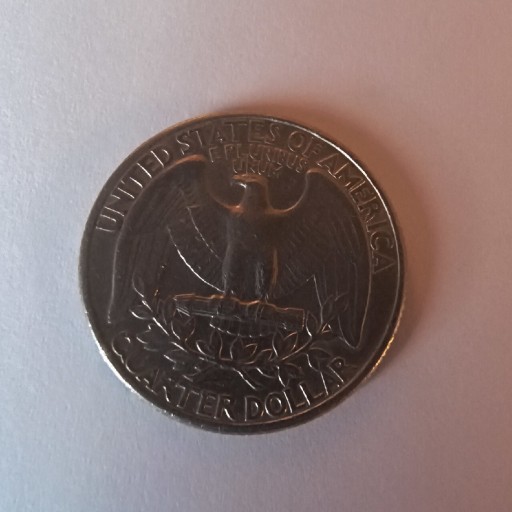 UNITED STATES OF AMERICA
E PLURIBUS
UNUM
QUARTER DOLLAR